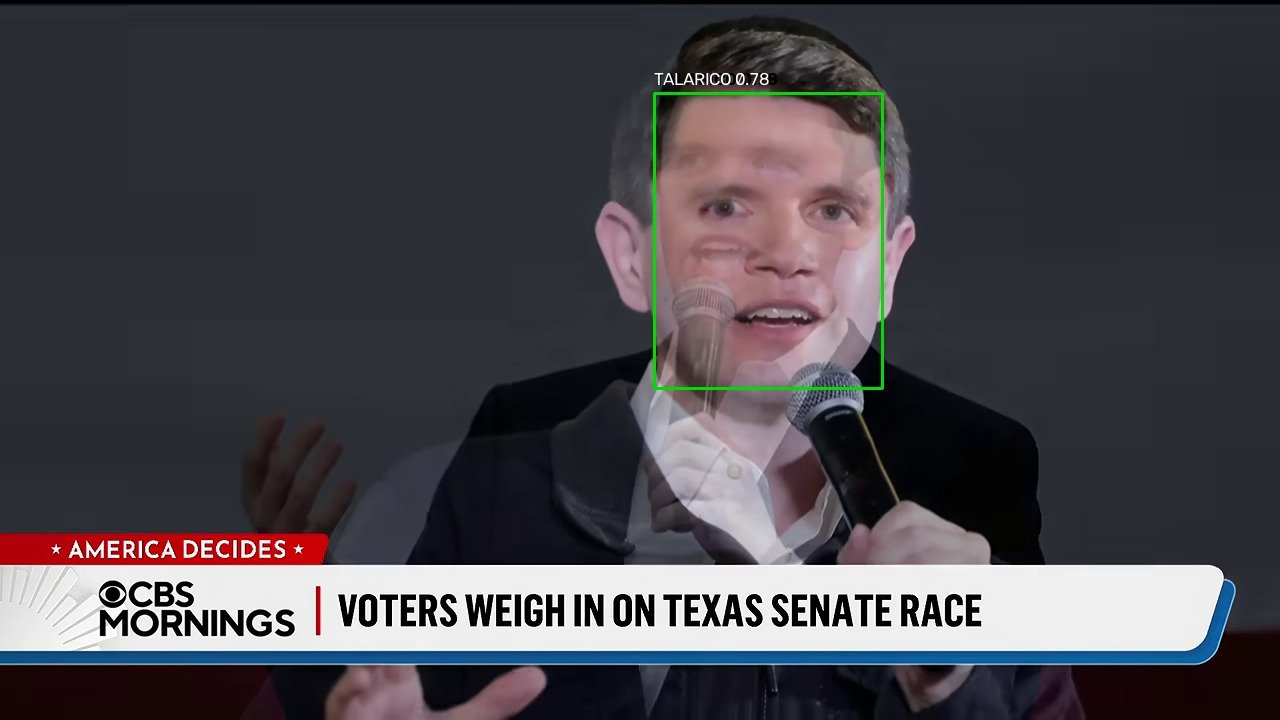 TALARICO 0.78
★ AMERICA DECIDES ★
CBS MORNINGS
VOTERS WEIGH IN ON TEXAS SENATE RACE